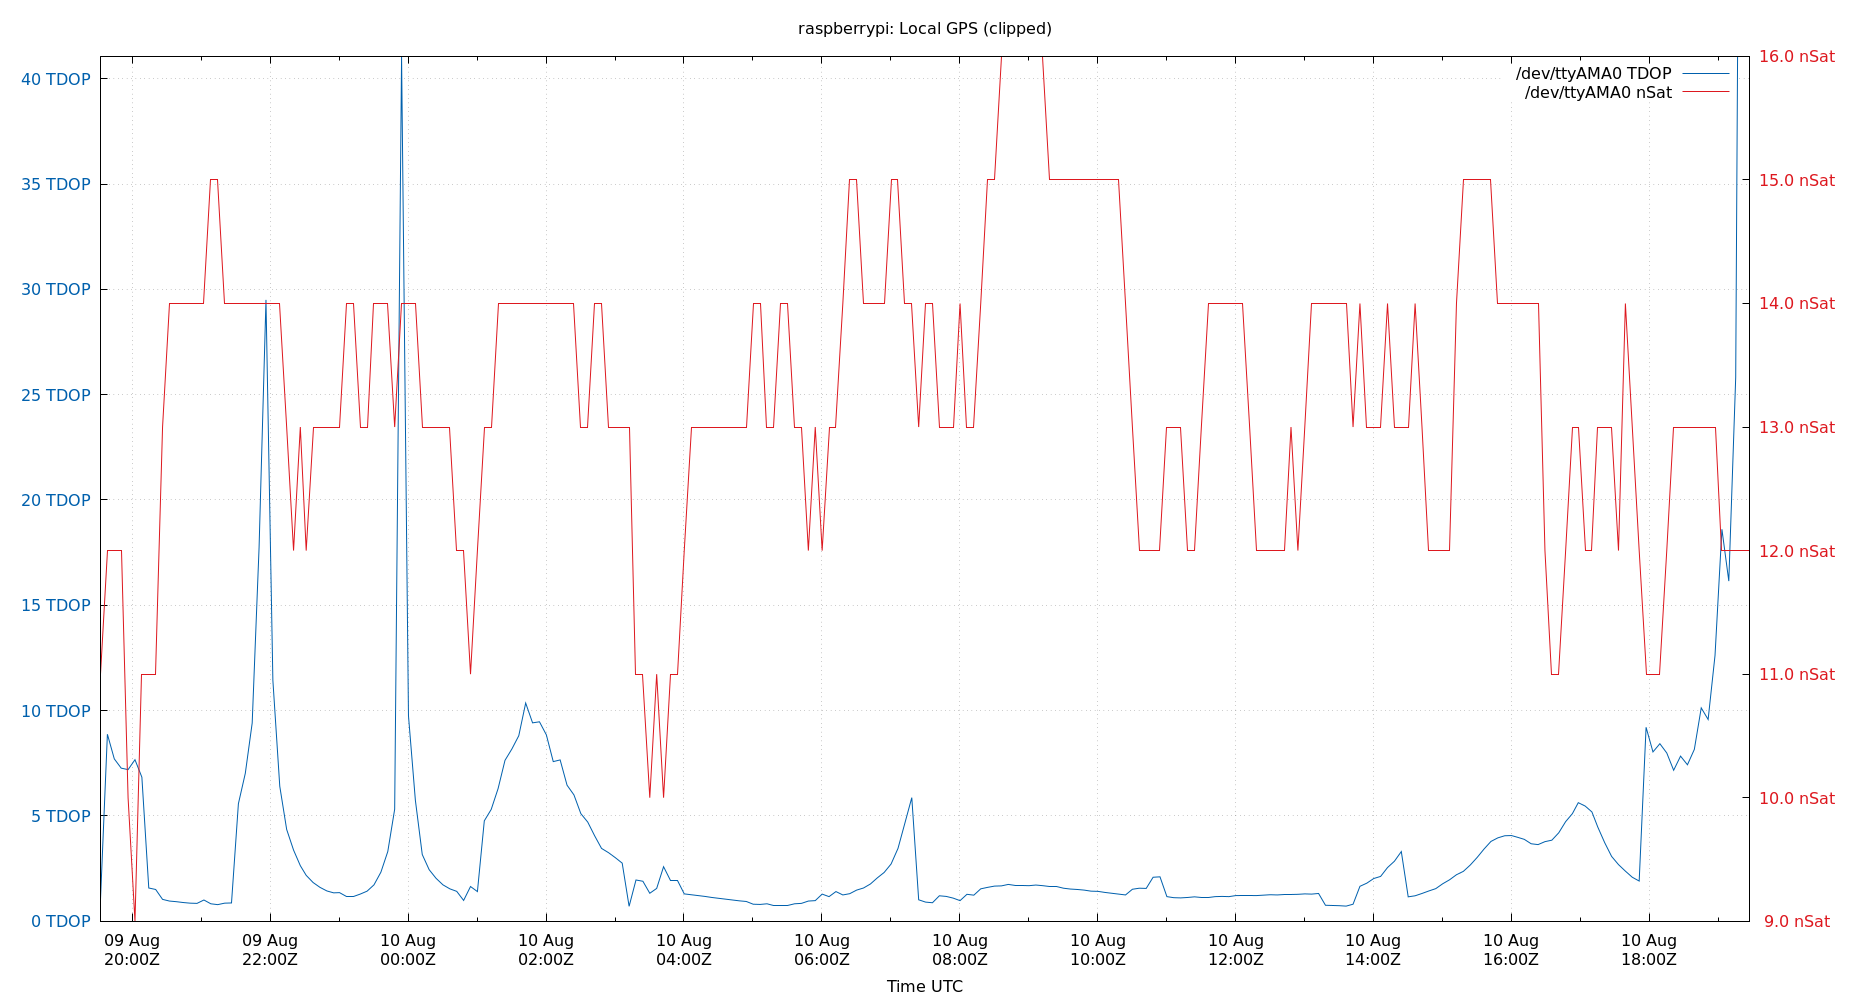 raspberrypi: Local GPS (clipped)
40 TDOP
35 TDOP
30 TDOP
25 TDOP
20 TDOP
15 TDOP
10 TDOP
5 TDOP
0 TDOP
16.0 nSat
15.0 nSat
14.0 nSat
13.0 nSat
12.0 nSat
11.0 nSat
10.0 nSat
9.0 nSat
/dev/ttyAMA0 TDOP
/dev/ttyAMA0 nSat
09 Aug
20:00Z
09 Aug
22:00Z
10 Aug
00:00Z
10 Aug
02:00Z
10 Aug
04:00Z
10 Aug
06:00Z
10 Aug
08:00Z
10 Aug
10:00Z
10 Aug
12:00Z
10 Aug
14:00Z
10 Aug
16:00Z
10 Aug
18:00Z
Time UTC